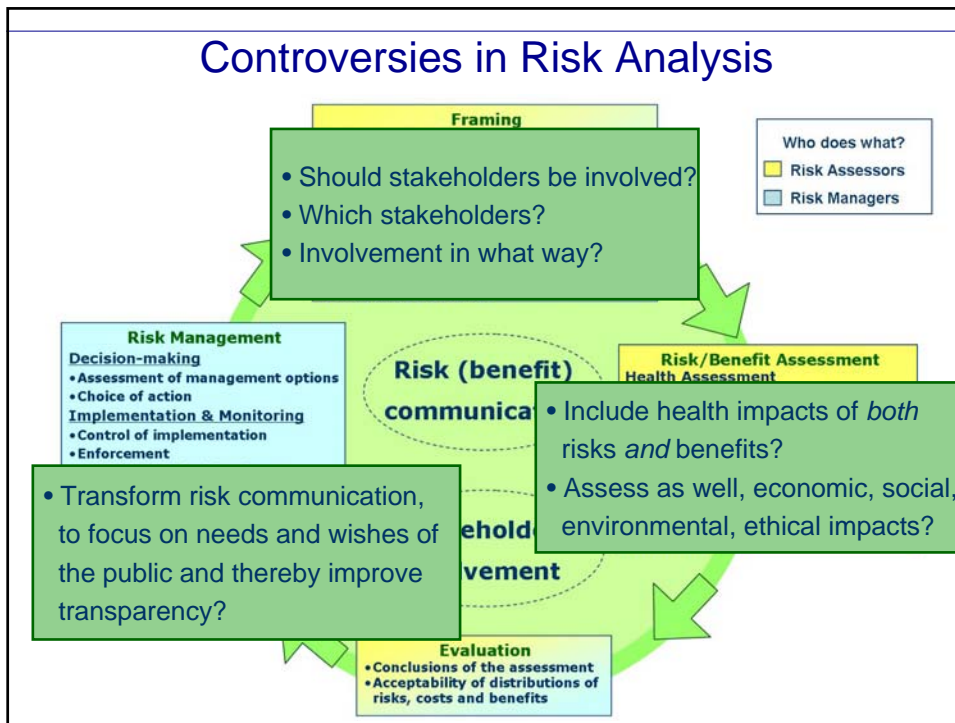 Controversies in Risk Analysis
Framing
• Should stakeholders be involved?
• Which stakeholders?
• Involvement in what way?
Who does what?
Risk Assessors
Risk Managers
Risk Management
Decision-making
•Assessment of management options
•Choice of action
Implementation & Monitoring
•Control of implementation
•Enforcement
Risk (benefit)
Risk/Benefit Assessment
Health Assessment
• Include health impacts of both
risks and benefits?
• Assess as well, economic, social,
environmental, ethical impacts?
• Transform risk communication,
to focus on needs and wishes of
the public and thereby improve
transparency?
Evaluation
•Conclusions of the assessment
•Acceptability of distributions of
risks, costs and benefits